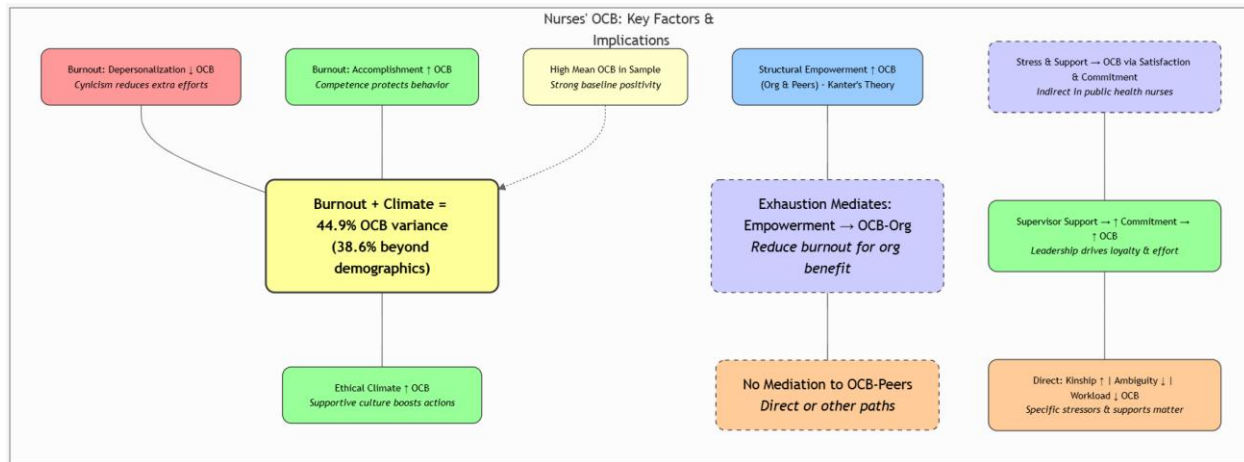 Nurses' OCB: Key Factors &
Implications
Burnout: Depersonalization ↓ OCB
Cynicism reduces extra efforts
Burnout: Accomplishment ↑ OCB
Competence protects behavior
High Mean OCB in Sample
Strong baseline positivity
Structural Empowerment ↑ OCB
(Org & Peers) - Kanter's Theory
Stress & Support → OCB via Satisfaction
& Commitment
Indirect in public health nurses
Burnout + Climate =
44.9% OCB variance
(38.6% beyond
demographics)
Exhaustion Mediates:
Empowerment → OCB-Org
Reduce burnout for org
benefit
Supervisor Support → ↑ Commitment →
↑ OCB
Leadership drives loyalty & effort
Ethical Climate ↑ OCB
Supportive culture boosts actions
No Mediation to OCB-Peers
Direct or other paths
Direct: Kinship ↑ | Ambiguity ↓ |
Workload ↓ OCB
Specific stressors & supports matter